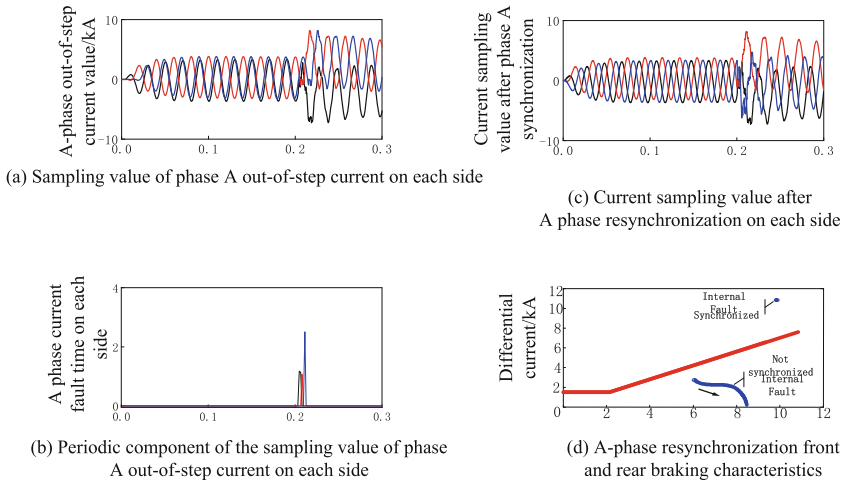 A-phase out-of-step
current value/kA
10
0
-10
0.0
0.1
0.2
0.3
(a) Sampling value of phase A out-of-step current on each side
Current sampling
value after phase A
synchronization
10
0
-10
0.0
0.1
0.2
0.3
(c) Current sampling value after
A phase resynchronization on each side
A phase current
fault time on each
side
4
2
0
0.0
0.1
0.2
0.3
(b) Periodic component of the sampling value of phase
A out-of-step current on each side
Differential
current/kA
12
10
8
6
4
2
0
2
4
6
8
10
12
Internal
Fault
Synchronized
Not
synchronized
Internal
Fault
(d) A-phase resynchronization front
and rear braking characteristics